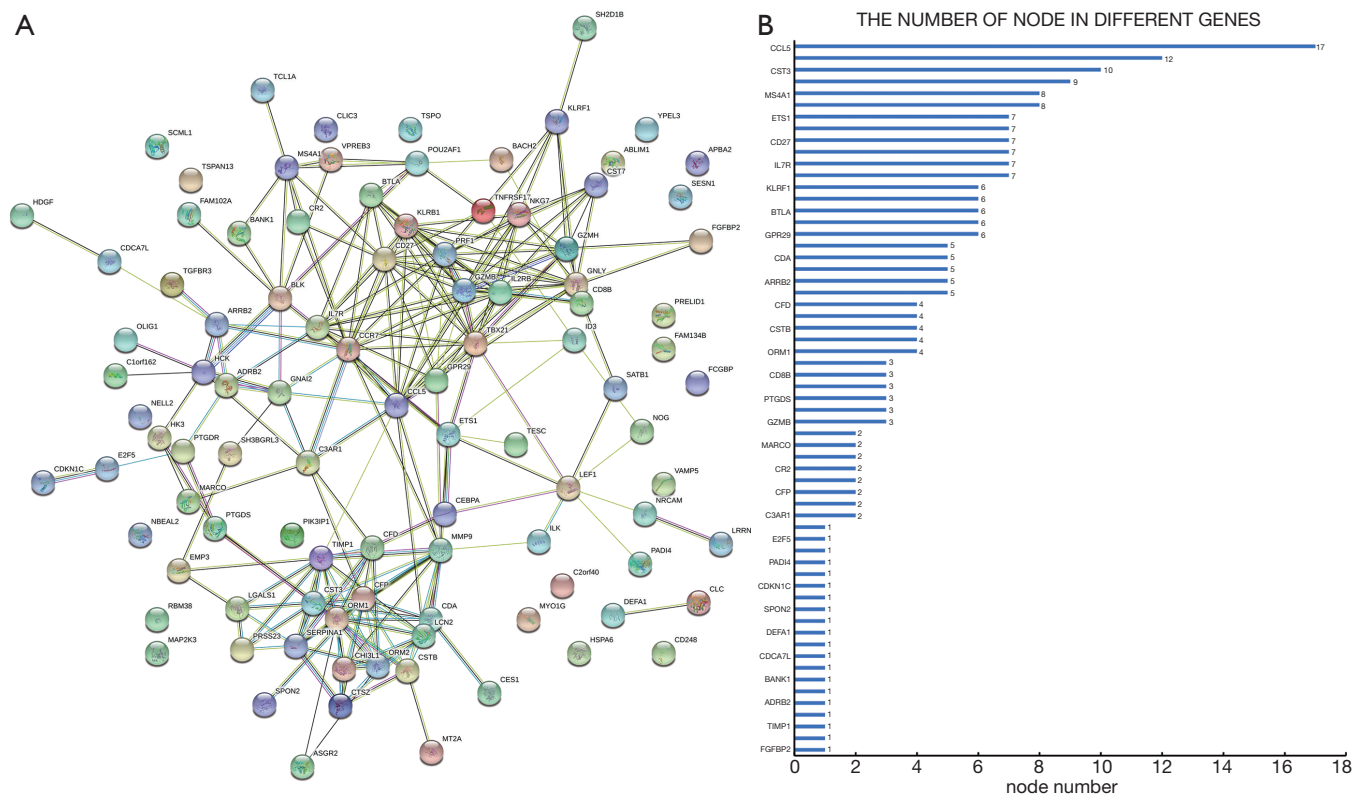 A
SH2D1B
TCL1A
KLRF1
CLIC3
TSPO
YPEL3
SCML1
MS4A1
VPREB3
POU2AF1
BACH2
ABLIM1
APBA2
TSPAN13
BTLA
CST7
SESN1
HDGF
FAM102A
BANK1
CR2
KLRB1
TNFRSF17
NKG7
FGFBP2
CDCA7L
CD27
PRF1
GZMH
TGFBR3
BLK
GZMB
IL2RB
GNLY
CD8B
ARRB2
IL7R
PRELID1
OLIG1
CCR7
TBX21
ID3
FAM134B
C1orf162
HCK
ADRB2
GNAI2
GPR29
SATB1
FCGBP
NELL2
CCL5
HK3
PTGDR
SH3BGRL3
C3AR1
ETS1
TESC
NOG
CDKN1C
E2F5
MARCO
LEF1
VAMP5
NBEAL2
PTGDS
PIK3IP1
CEBPA
NRCAM
LRRN
EMP3
TIMP1
CFD
MMP9
ILK
PADI4
LGALS1
CST3
CFP
C2orf40
CLC
RBM38
ORM1
CDA
MYO1G
DEFA1
MAP2K3
PRSS23
SERPINA1
LCN2
HSPA6
CD248
CHI3L1
ORM2
CSTB
SPON2
CTSZ
CES1
ASGR2
MT2A
B
THE NUMBER OF NODE IN DIFFERENT GENES
CCL5 17
12
CST3 10
9
MS4A1 8
8
ETS1 7
7
CD27 7
7
IL7R 7
7
KLRF1 6
6
BTLA 6
6
GPR29 6
5
CDA 5
5
ARRB2 5
5
CFD 4
4
CSTB 4
4
ORM1 4
3
CD8B 3
3
PTGDS 3
3
GZMB 3
2
MARCO 2
2
CR2 2
2
CFP 2
2
C3AR1 2
1
E2F5 1
1
PADI4 1
1
CDKN1C 1
1
SPON2 1
1
DEFA1 1
1
CDCA7L 1
1
BANK1 1
1
ADRB2 1
1
TIMP1 1
1
FGFBP2 1
0 2 4 6 8 10 12 14 16 18
node number